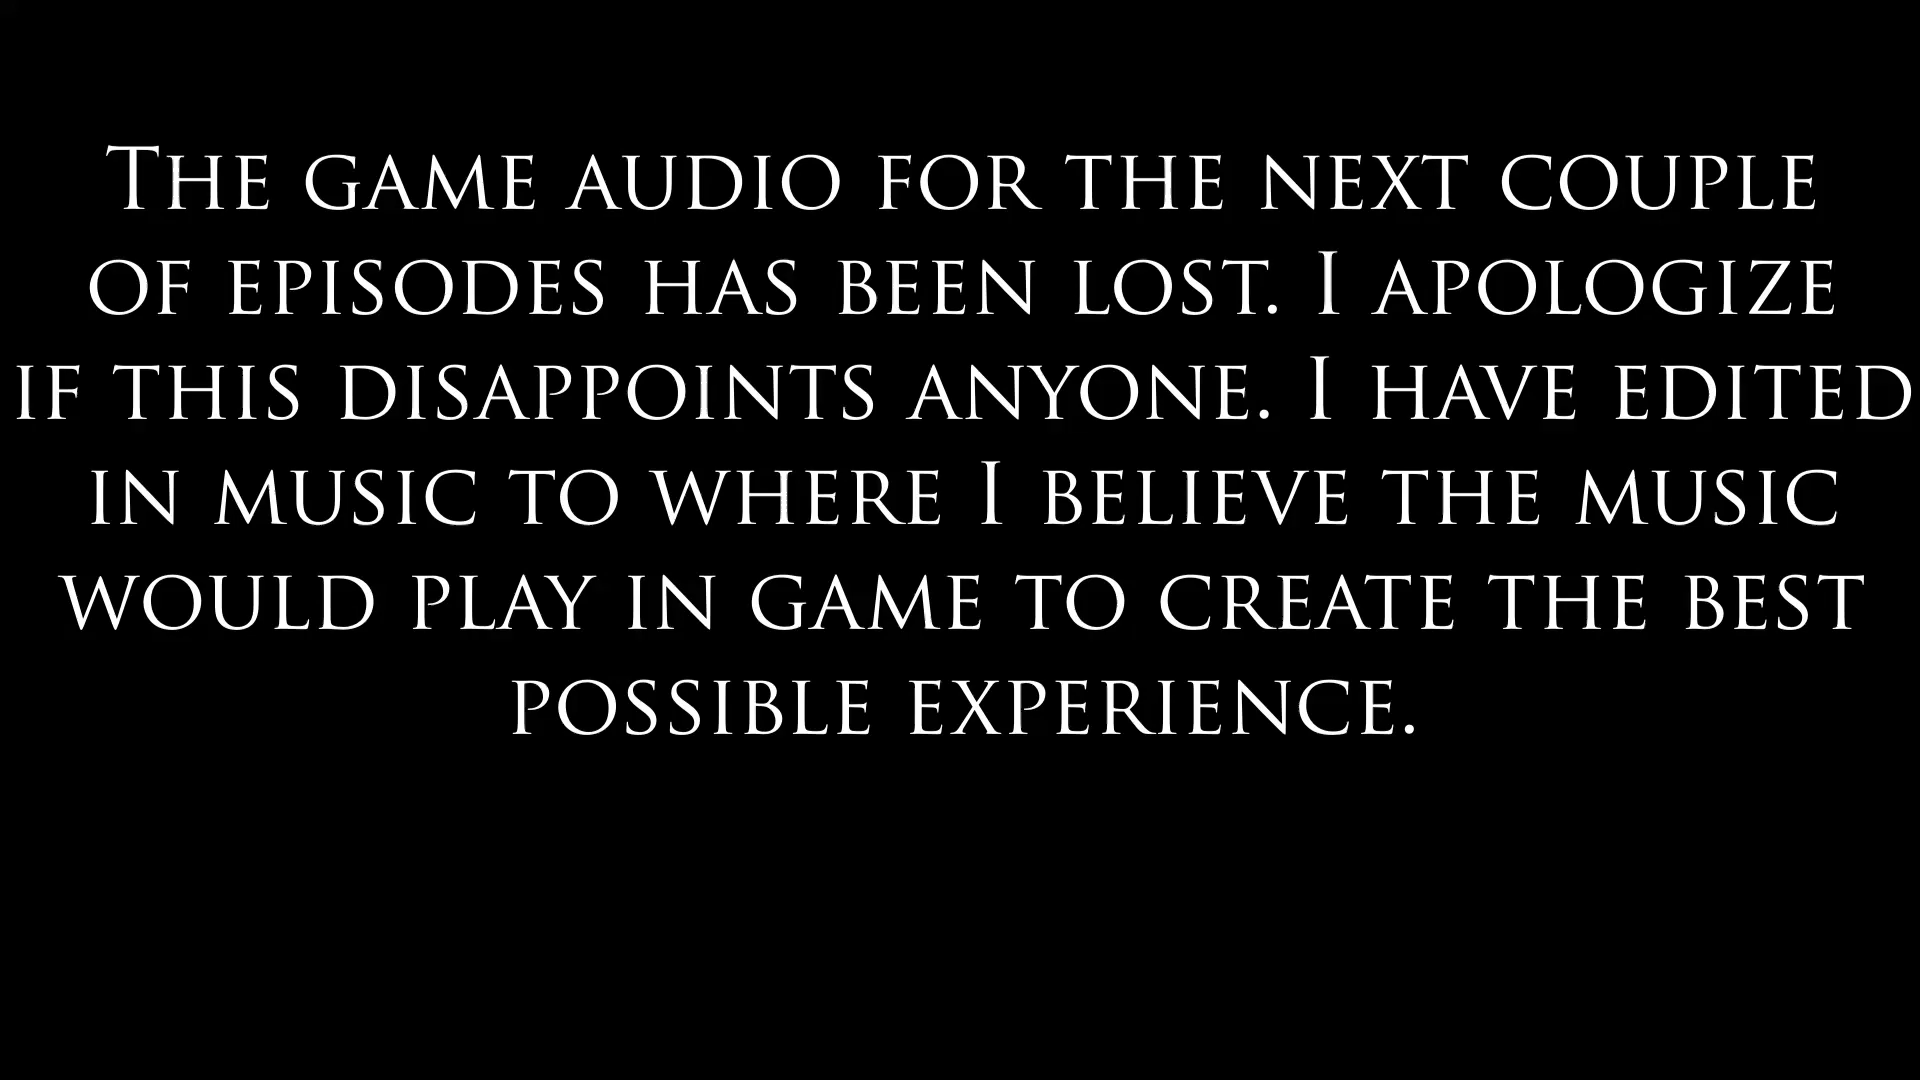 The game audio for the next couple
of episodes has been lost. I apologize
if this disappoints anyone. I have edited
in music to where I believe the music
would play in game to create the best
possible experience.